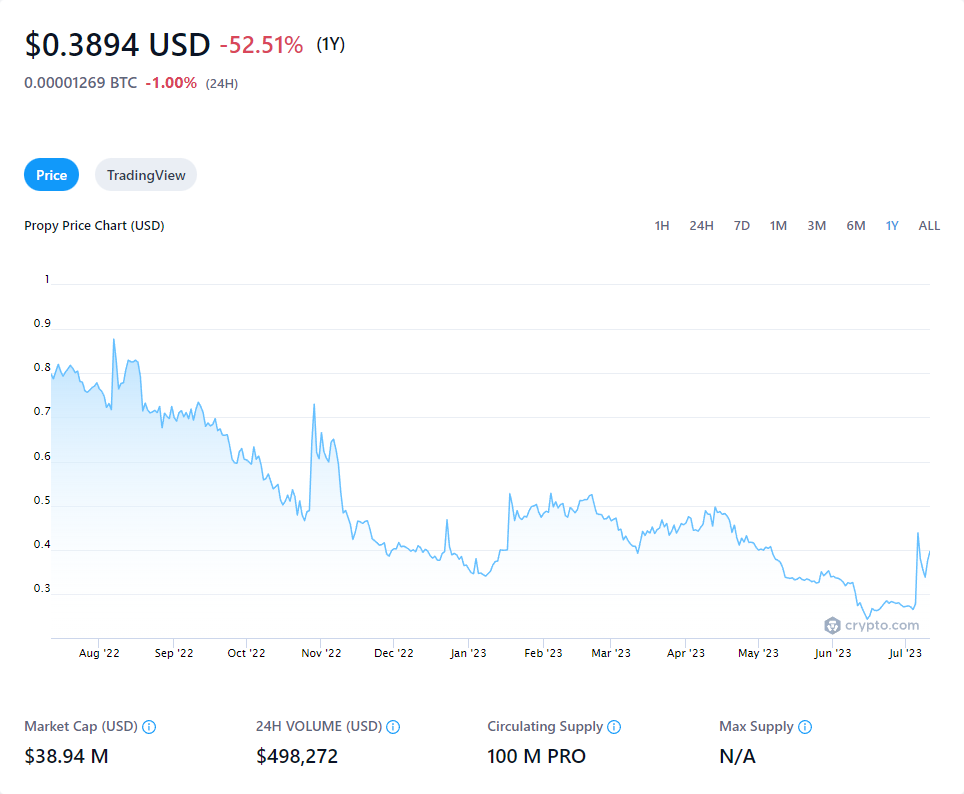 $0.3894 USD -52.51% (1Y)
0.00001269 BTC -1.00% (24H)
Price TradingView
Propy Price Chart (USD) 1H 24H 7D 1M 3M 6M 1Y ALL
1
0.9
0.8
0.7
0.6
0.5
0.4
0.3
crypto.com
Aug '22 Sep '22 Oct '22 Nov '22 Dec '22 Jan '23 Feb '23 Mar '23 Apr '23 May '23 Jun '23 Jul '23
Market Cap (USD) 24H VOLUME (USD) Circulating Supply Max Supply
$38.94 M $498,272 100 M PRO N/A